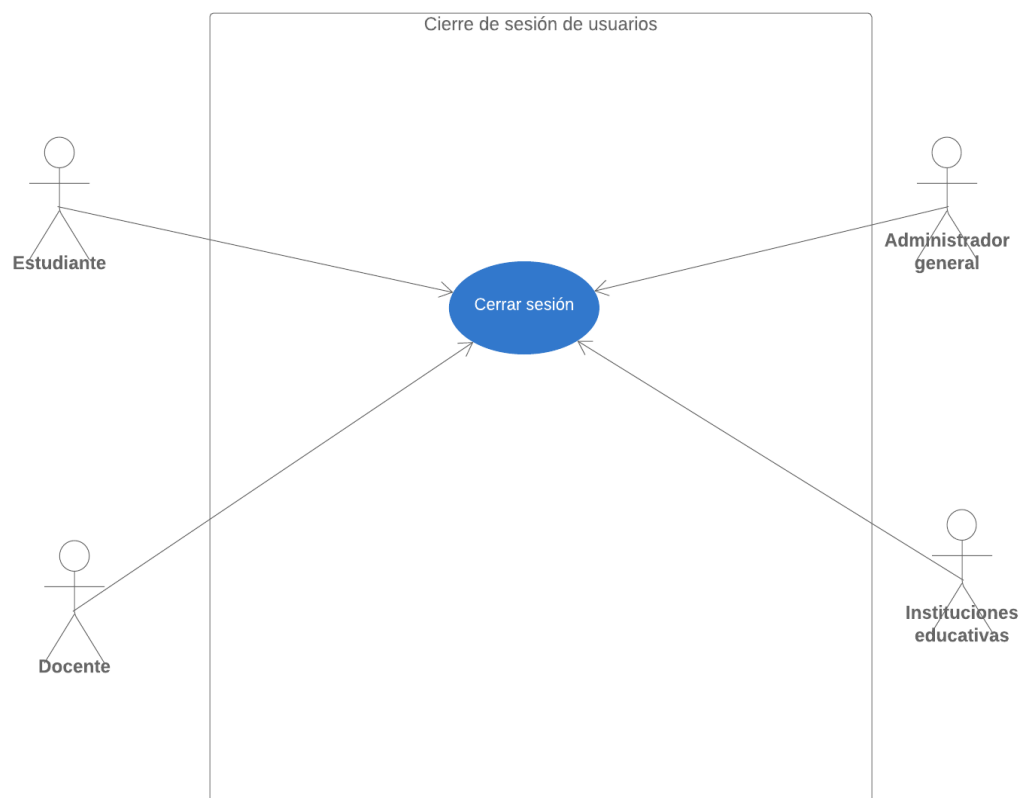 Cierre de sesión de usuarios
Estudiante
Administrador
general
Cerrar sesión
Docente
Instituciones
educativas